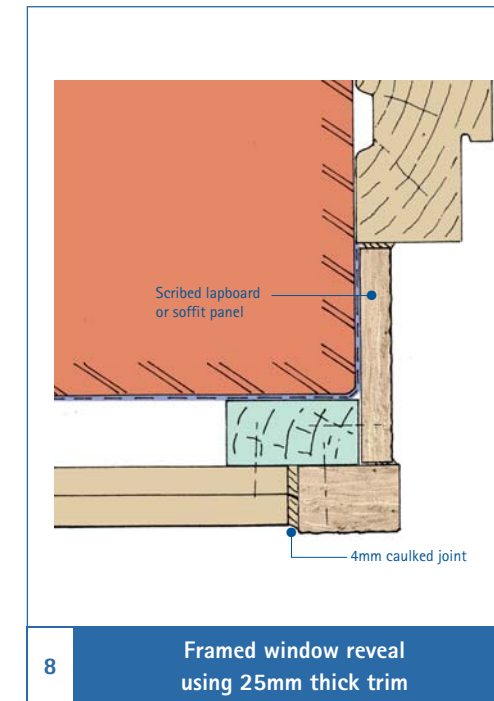 Scribed lapboard
or soffit panel
4mm caulked joint
8
Framed window reveal
using 25mm thick trim